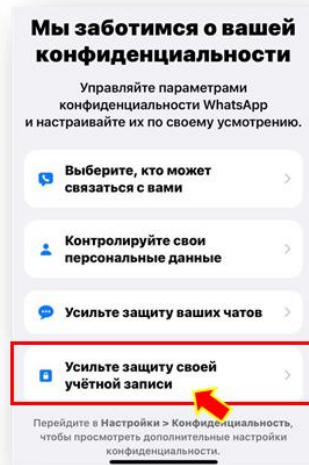 Мы заботимся о вашей
конфиденциальности
Управляйте параметрами
конфиденциальности WhatsApp
и настраивайте их по своему усмотрению.
Выберите, кто может
связаться с вами
Контролируйте свои
персональные данные
Усильте защиту ваших чатов
Усильте защиту своей
учётной записи
Перейдите в Настройки > Конфиденциальность,
чтобы просмотреть дополнительные настройки
конфиденциальности.